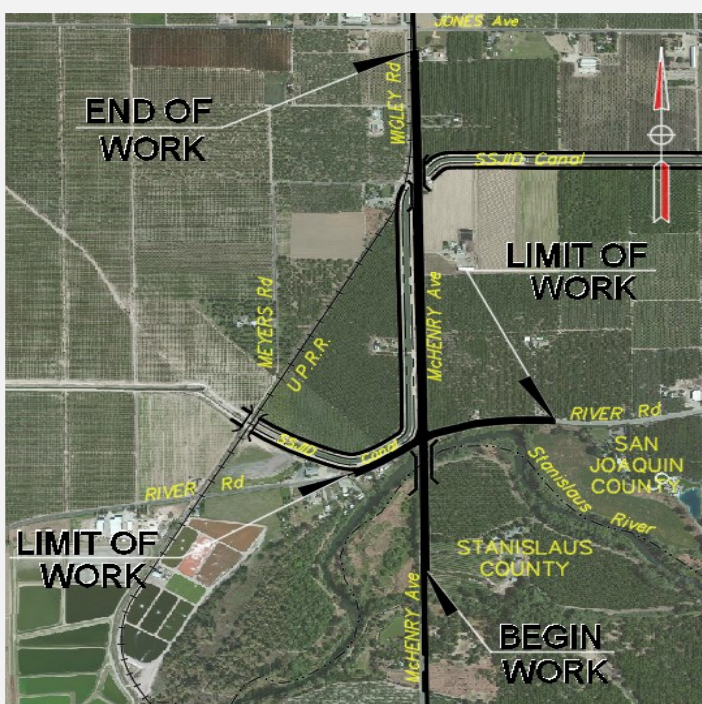 JONES Ave
END OF
WORK
WIGLEY Rd
SSJID Canal
LIMIT OF
WORK
MEYERS Rd
U.P.R.R.
McHENRY Ave
RIVER Rd
SSJID Canal
SAN
JOAQUIN
COUNTY
Stanislaus River
RIVER Rd
LIMIT OF
WORK
STANISLAUS
COUNTY
McHENRY Ave
BEGIN
WORK